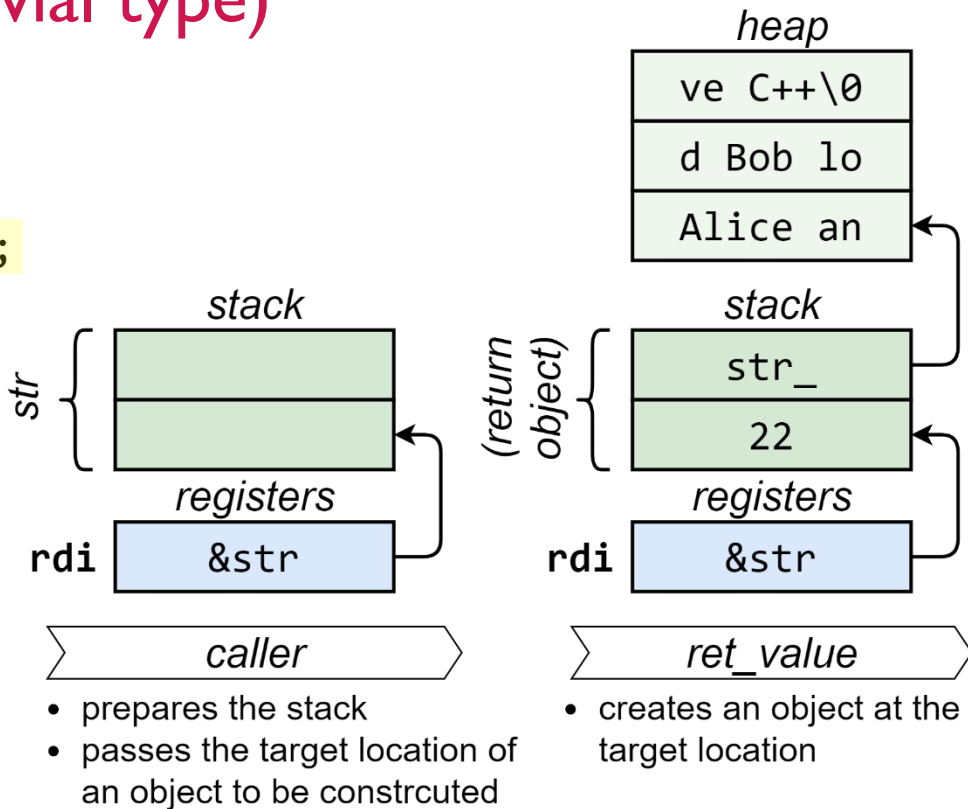 vial type)
;
heap
ve C++\0
d Bob lo
Alice an
stack
str
rdi
registers
&str
caller
• prepares the stack
• passes the target location of
an object to be constrcuted
stack
(return
object)
str_
22
registers
rdi
&str
ret_value
• creates an object at the
target location